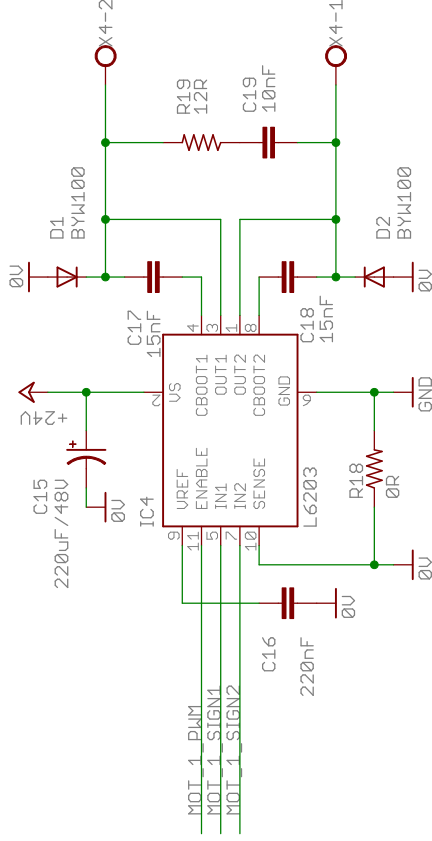 X4-2
X4-1
R19
12R
C19
10nF
D1
BYW100
D2
BYW100
0V
0V
C17
15nF
C18
15nF
4
3
1
8
+24V
2
VS
CBOOT1
OUT1
OUT2
CBOOT2
GND
6
GND
C15
220uF/48V
+
0V
IC4
VREF
ENABLE
IN1
IN2
SENSE
L6203
R18
0R
9
11
5
7
10
0V
0V
C16
220nF
MOT_1_PWM
MOT_1_SIGN1
MOT_1_SIGN2